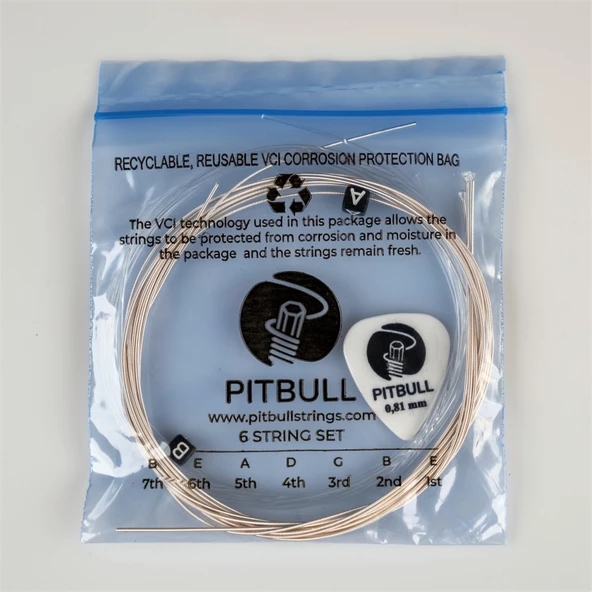 RECYCLABLE, REUSABLE VCI CORROSION PROTECTION BAG
A
The VCI technology used in this package allows the
strings to be protected from corrosion and moisture in
the package and the strings remain fresh.
PITBULL
www.pitbullstrings.com
6 STRING SET
PITBULL
0,81 mm
B
B E A D G B E
7th 6th 5th 4th 3rd 2nd 1st